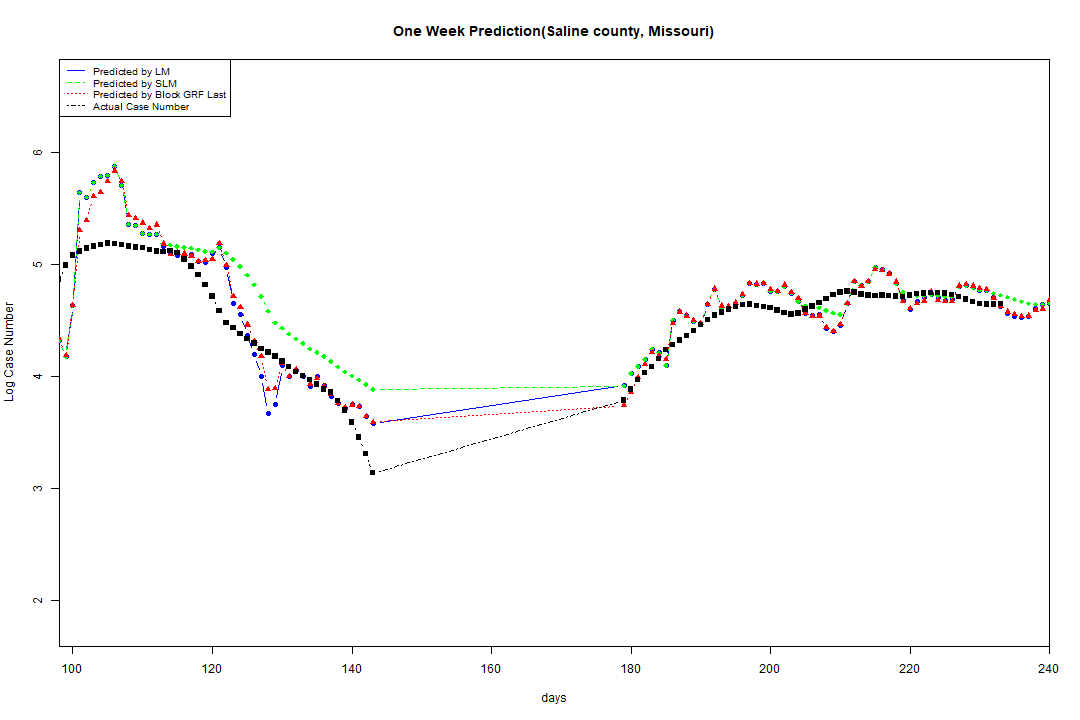 One Week Prediction(Saline county, Missouri)
Predicted by LM
Predicted by SLM
Predicted by Block GRF Last
Actual Case Number
Log Case Number
6
5
4
3
2
100 120 140 160 180 200 220 240
days